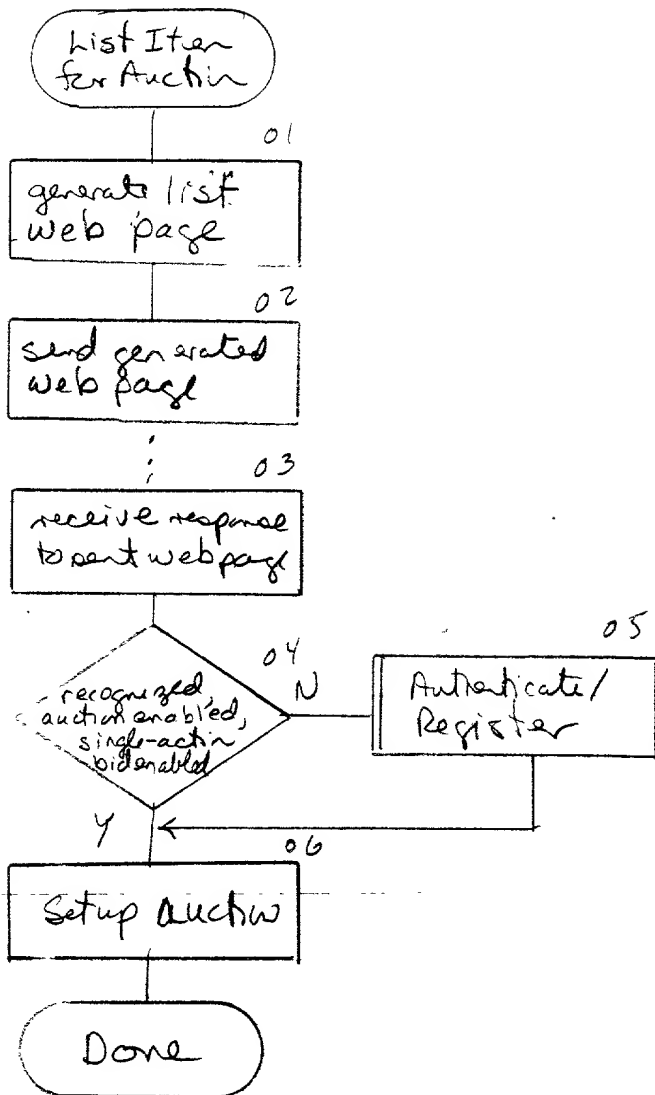 List Item
for Auction
01
generate list
web page
02
send generated
web page
03
receive response
to sent web page
04
recognized,
auction enabled,
single-action
bid enabled
N
05
Authenticate/
Register
Y
06
Setup Auction
Done